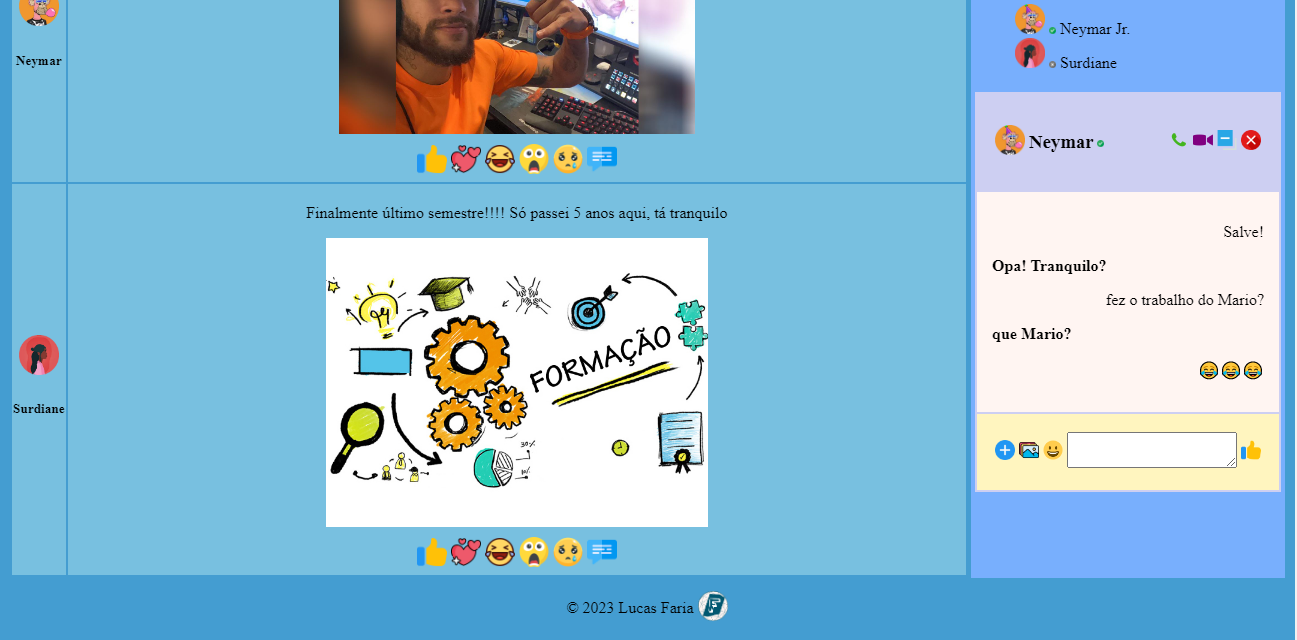 Neymar
Finalmente último semestre!!!! Só passei 5 anos aqui, tá tranquilo
FORMAÇÃO
30%
10%
Surdiane
Neymar Jr.
Surdiane
Neymar
Salve!
Opa! Tranquilo?
fez o trabalho do Mario?
que Mario?
© 2023 Lucas Faria
F